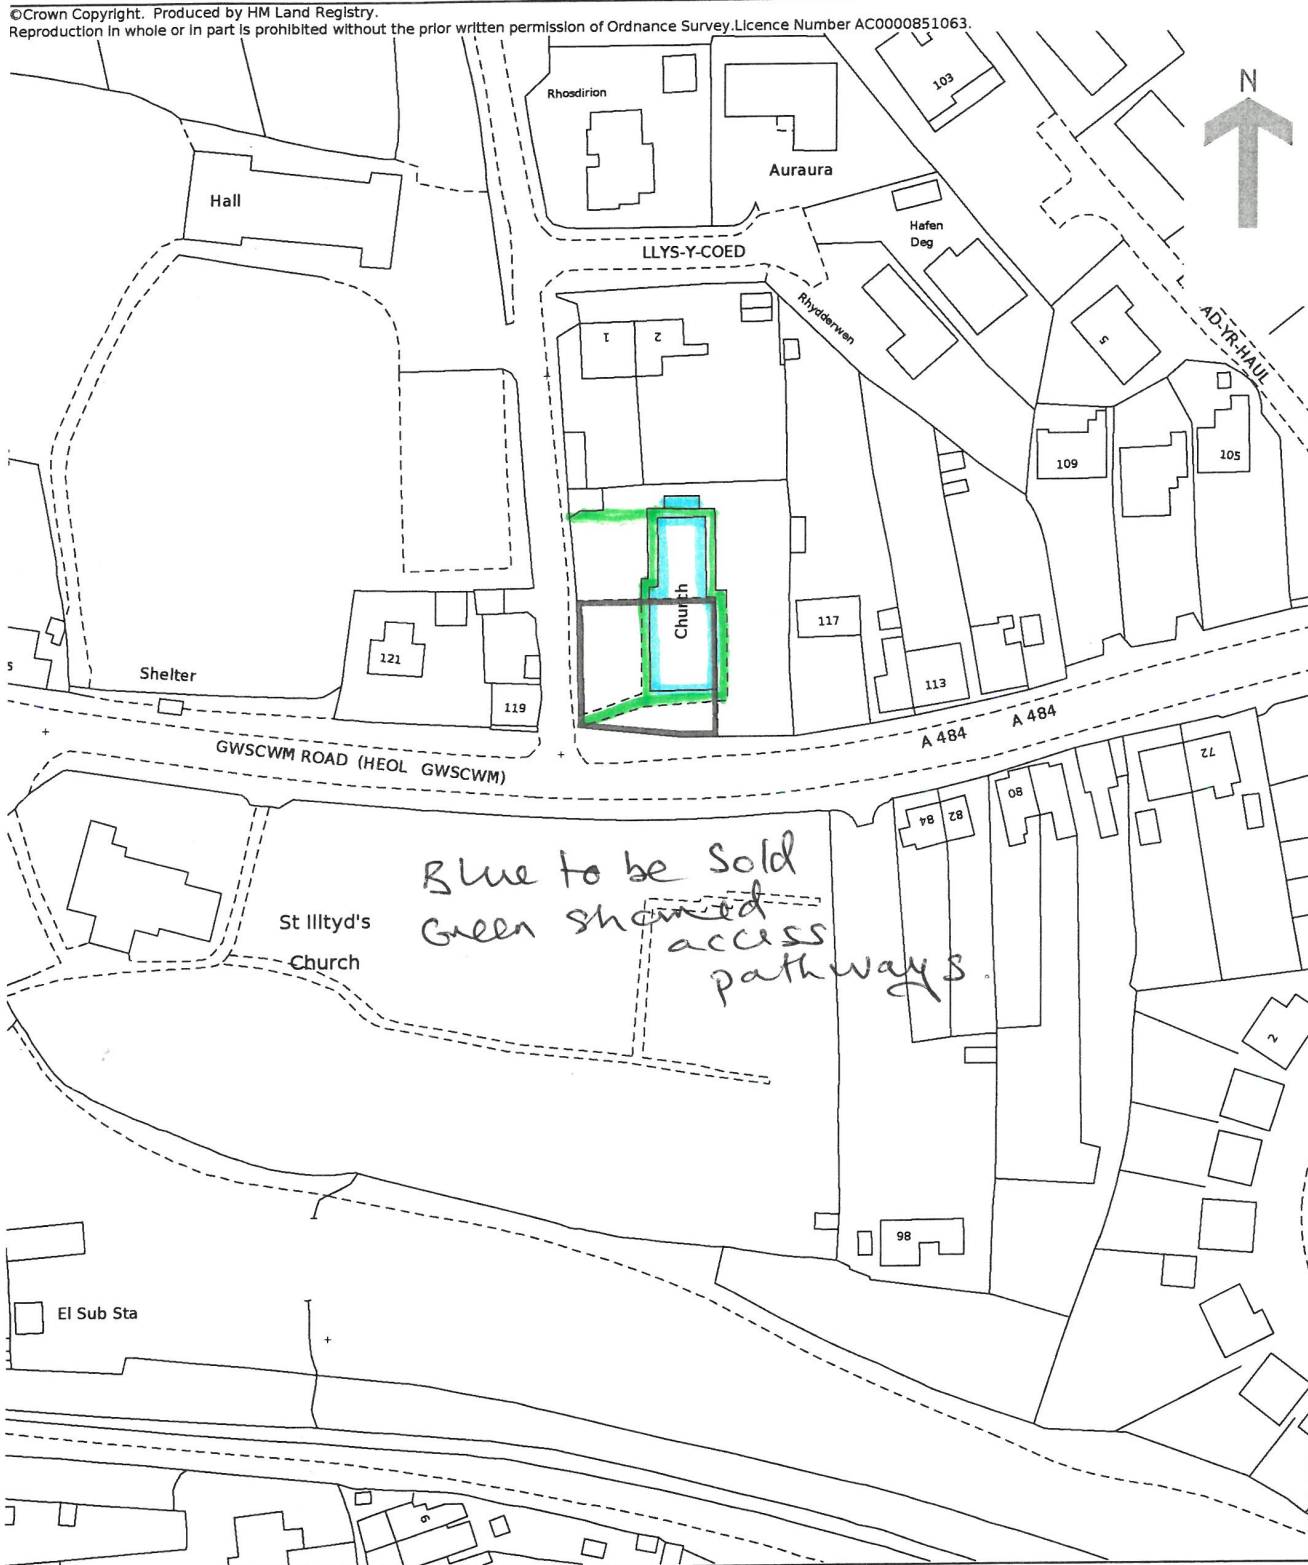 ©Crown Copyright. Produced by HM Land Registry.
Reproduction in whole or in part is prohibited without the prior written permission of Ordnance Survey.Licence Number AC0000851063.
N
103
Rhosdirion
Auraura
Hall
Hafen
Deg
LLYS-Y-COED
Rhydderwen
AD-YR-HAUL
1
2
5
109
105
Church
117
121
Shelter
113
119
A 484
A 484
GWSCWM ROAD (HEOL GWSCWM)
72
80
84
82
Blue to be Sold
Green shared
access
pathways.
St Illtyd's
Church
2
98
El Sub Sta
6